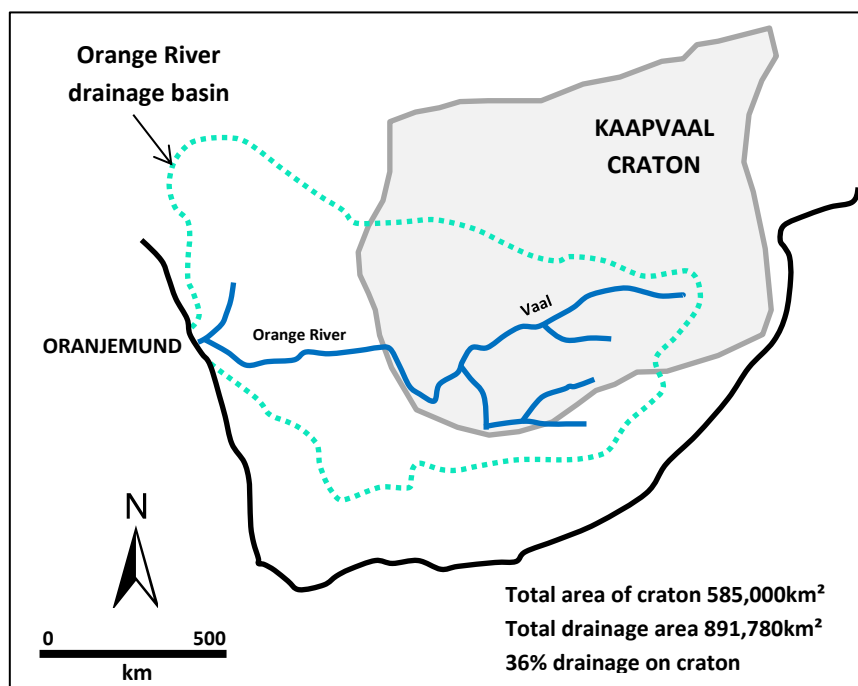 Orange River
drainage basin
KAAPVAAL
CRATON
Vaal
Orange River
ORANJEMUND
N
0 500
km
Total area of craton 585,000km²
Total drainage area 891,780km²
36% drainage on craton